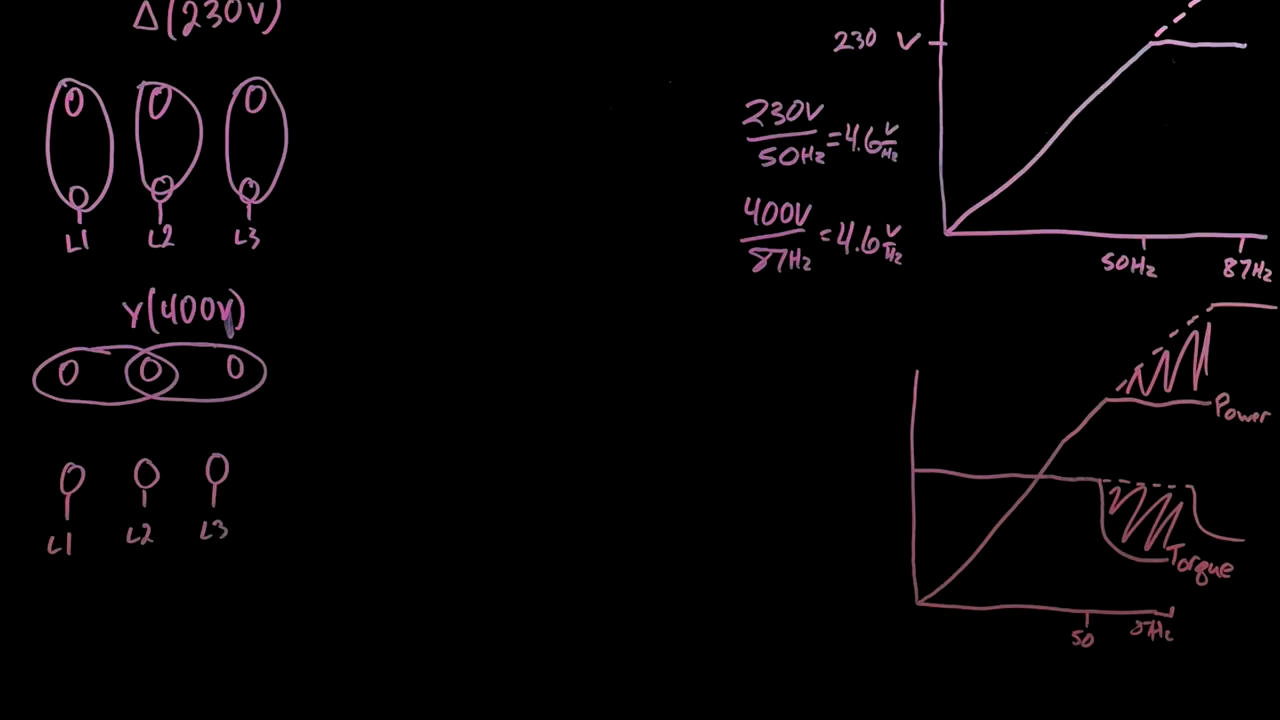 Δ(230V)
L1 L2 L3
Y(400V)
L1 L2 L3
230 V
230V/50Hz = 4.6 V/Hz
400V/87Hz = 4.6 V/Hz
50Hz 87Hz
Power
Torque
50 87Hz